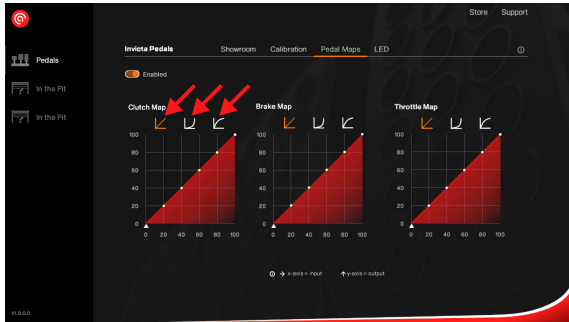 Store Support
Invicta Pedals Showroom Calibration Pedal Maps LED
Pedals
Enabled
In the Pit
In the Pit
Clutch Map Brake Map Throttle Map
100 100 100
80 80 80
60 60 60
40 40 40
20 20 20
0 0 0
0 20 40 60 80 100 0 20 40 60 80 100 0 20 40 60 80 100
→ x-axis = input ↑ y-axis = output
V1.0.0.0